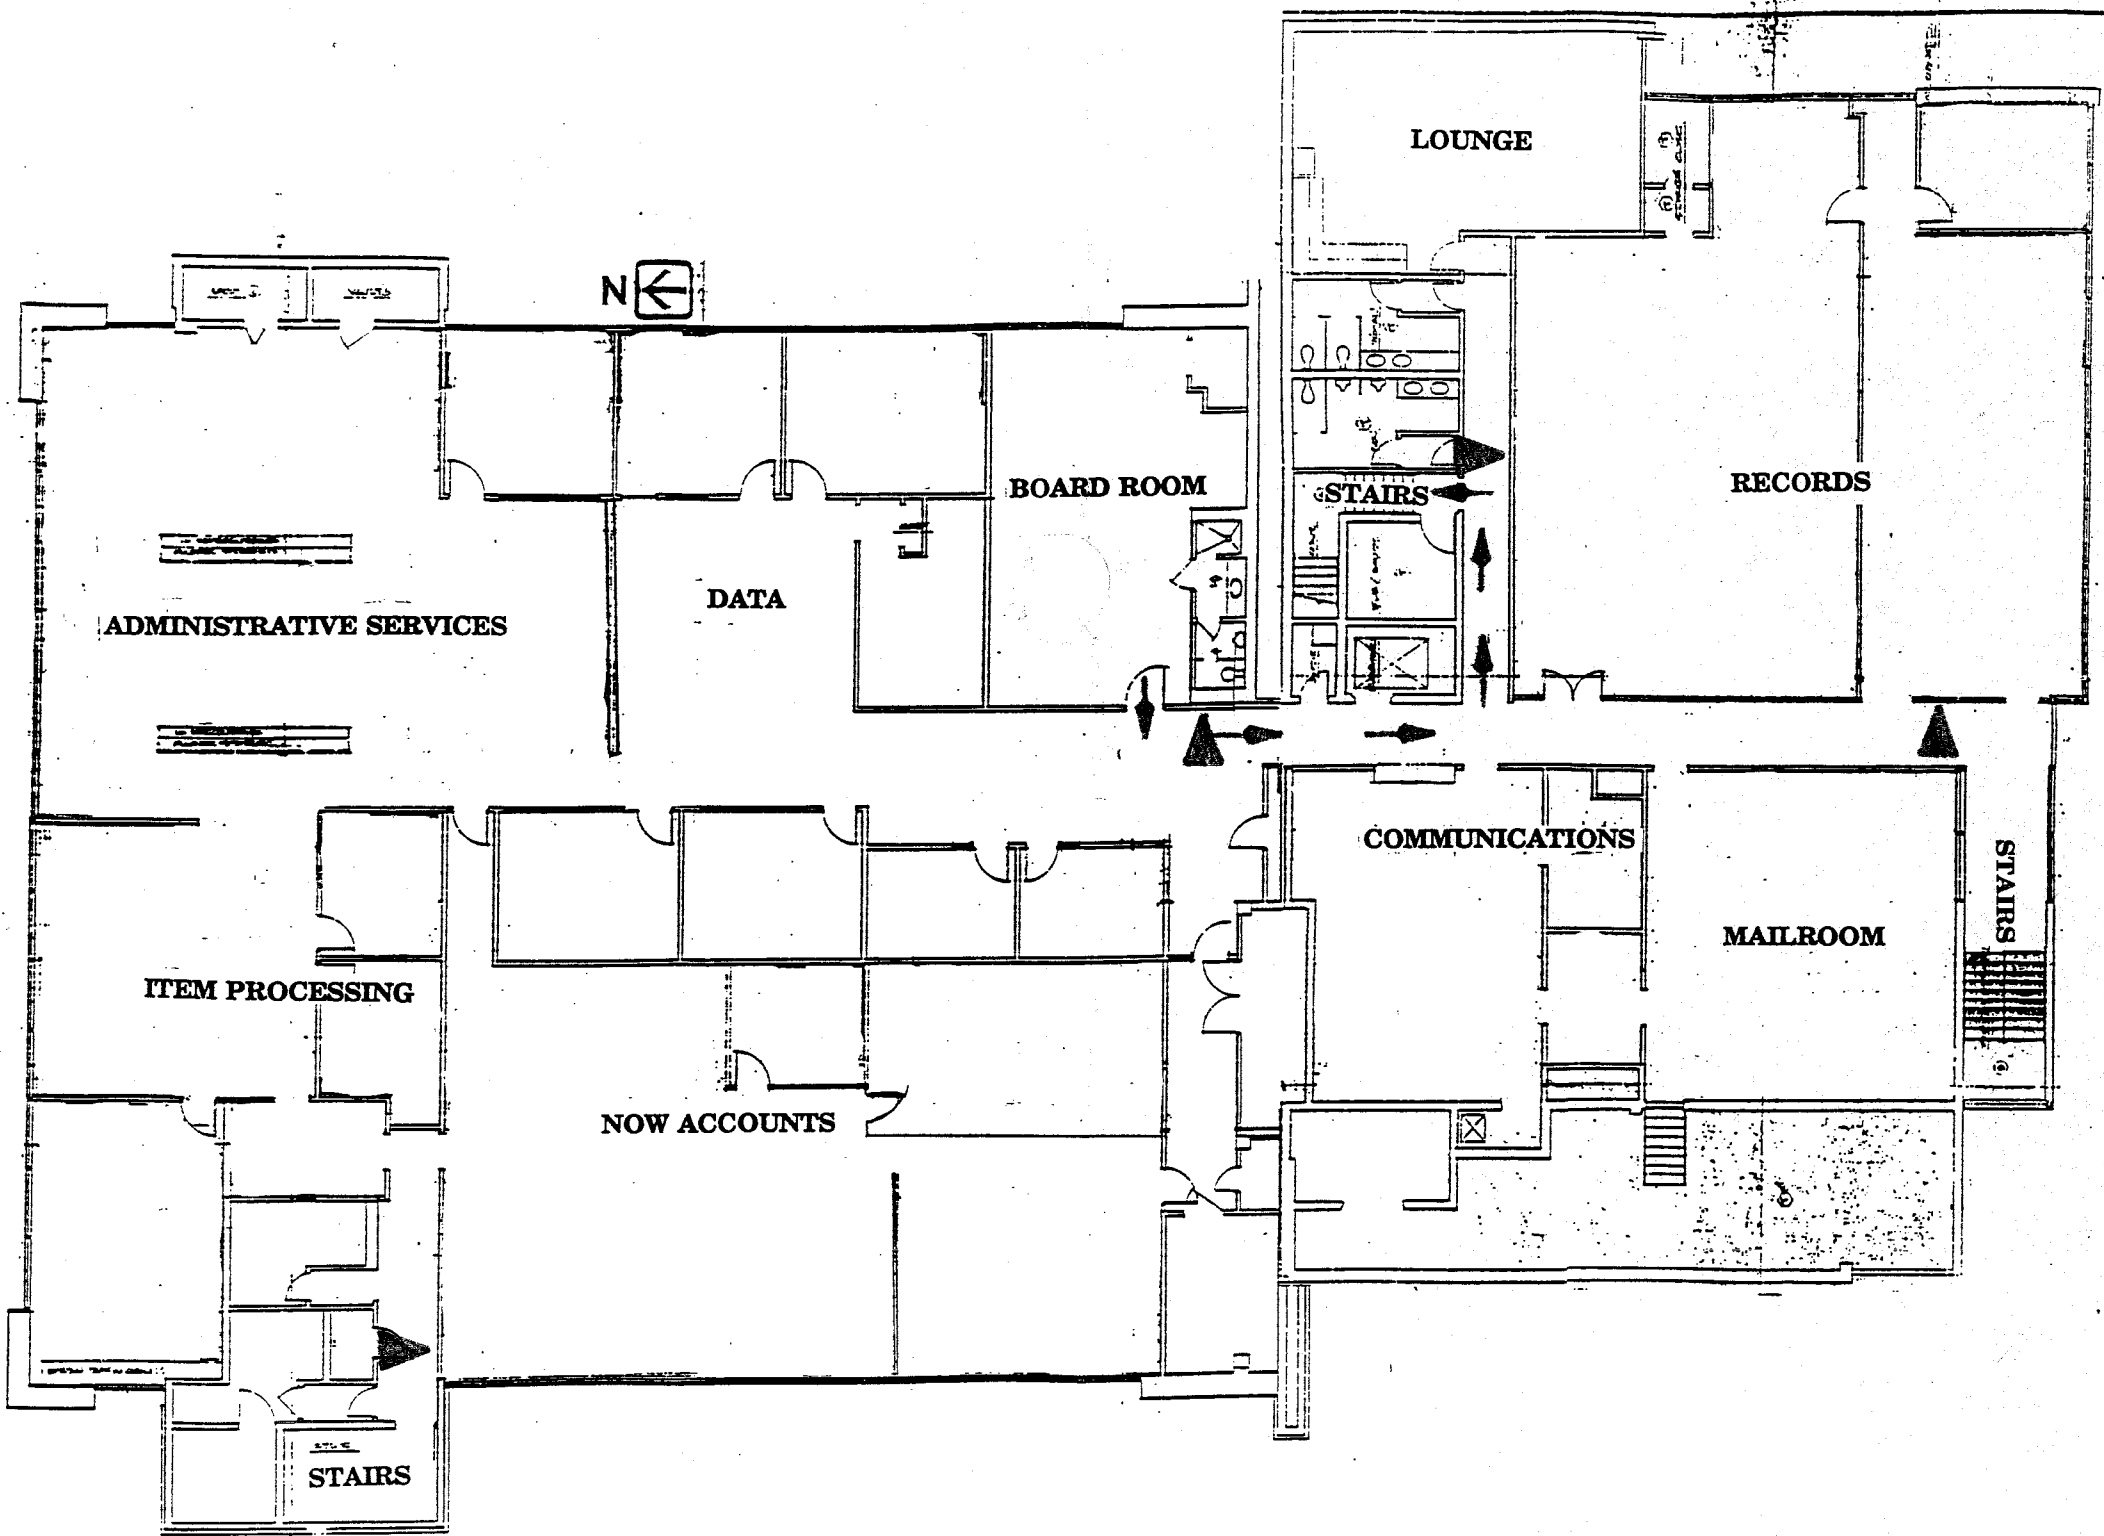 LOUNGE
N
BOARD ROOM
STAIRS
RECORDS
DATA
ADMINISTRATIVE SERVICES
COMMUNICATIONS
STAIRS
MAILROOM
ITEM PROCESSING
NOW ACCOUNTS
STAIRS